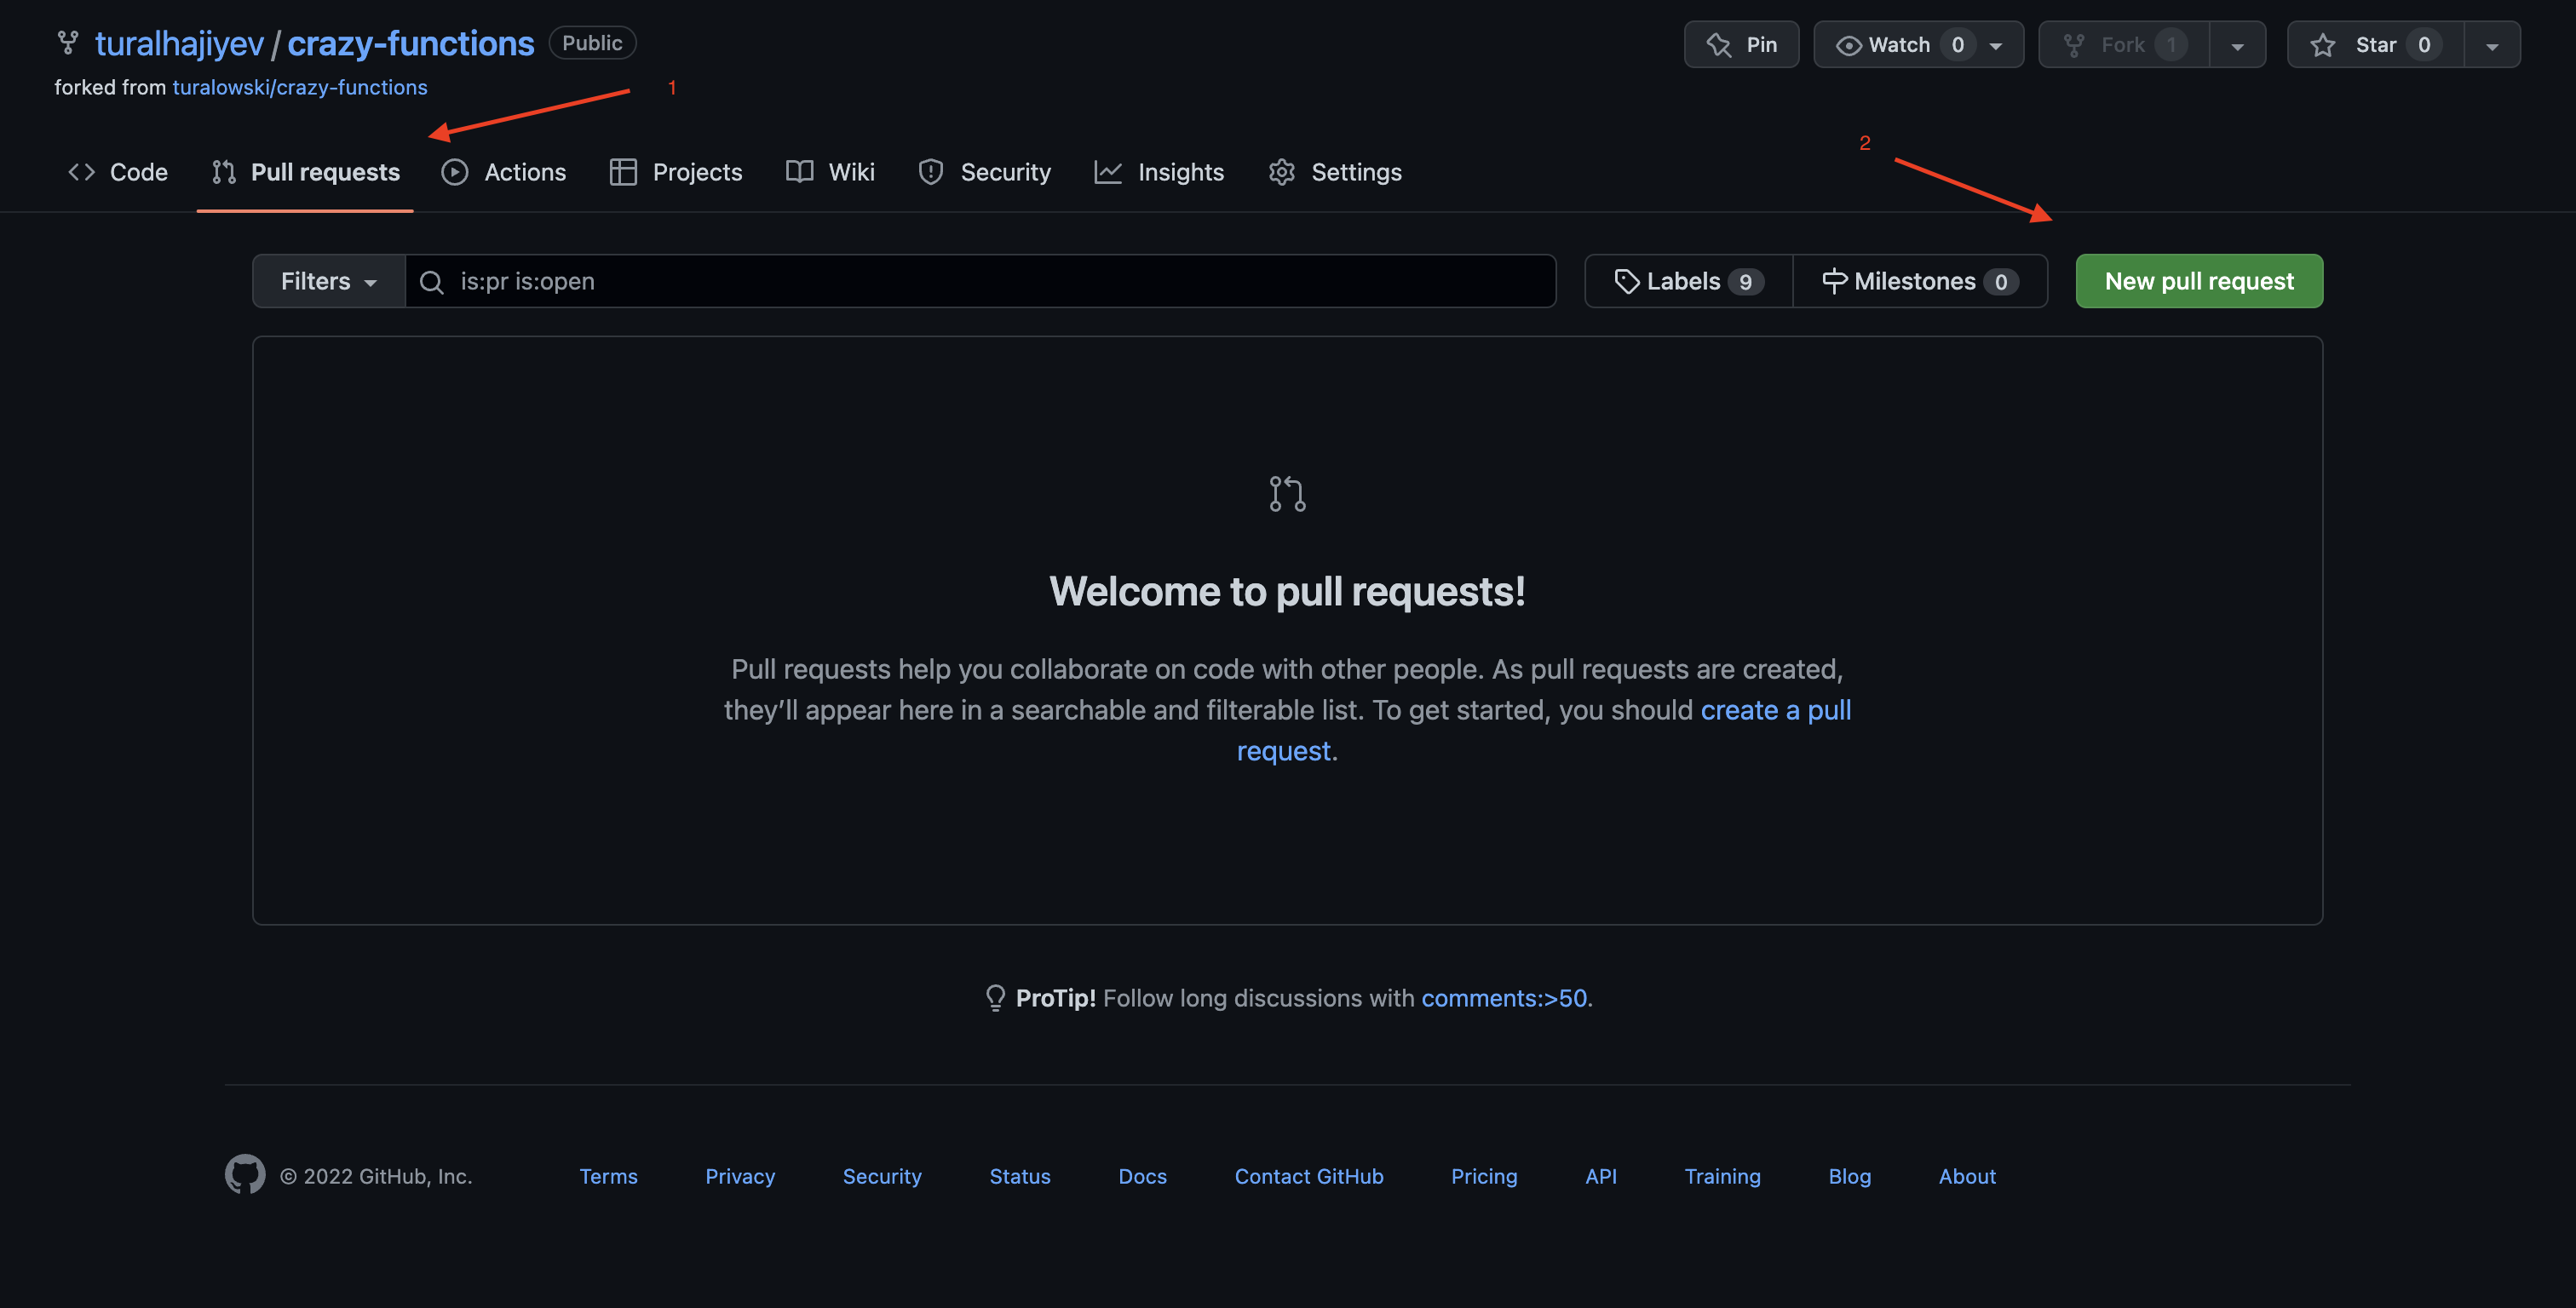 turalhajiyev / crazy-functions Public
Pin Watch 0 Fork 1 Star 0
forked from turalowski/crazy-functions
1
2
Code Pull requests Actions Projects Wiki Security Insights Settings
Filters is:pr is:open Labels 9 Milestones 0 New pull request
Welcome to pull requests!
Pull requests help you collaborate on code with other people. As pull requests are created,
they’ll appear here in a searchable and filterable list. To get started, you should create a pull
request.
ProTip! Follow long discussions with comments:>50.
© 2022 GitHub, Inc. Terms Privacy Security Status Docs Contact GitHub Pricing API Training Blog About